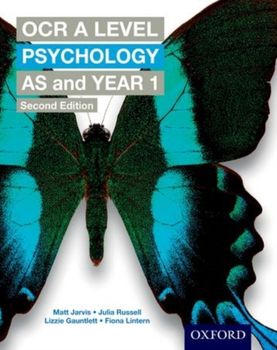 OCR A LEVEL
PSYCHOLOGY
AS and YEAR 1
Second Edition
Matt Jarvis • Julia Russell
Lizzie Gauntlett • Fiona Lintern
OXFORD